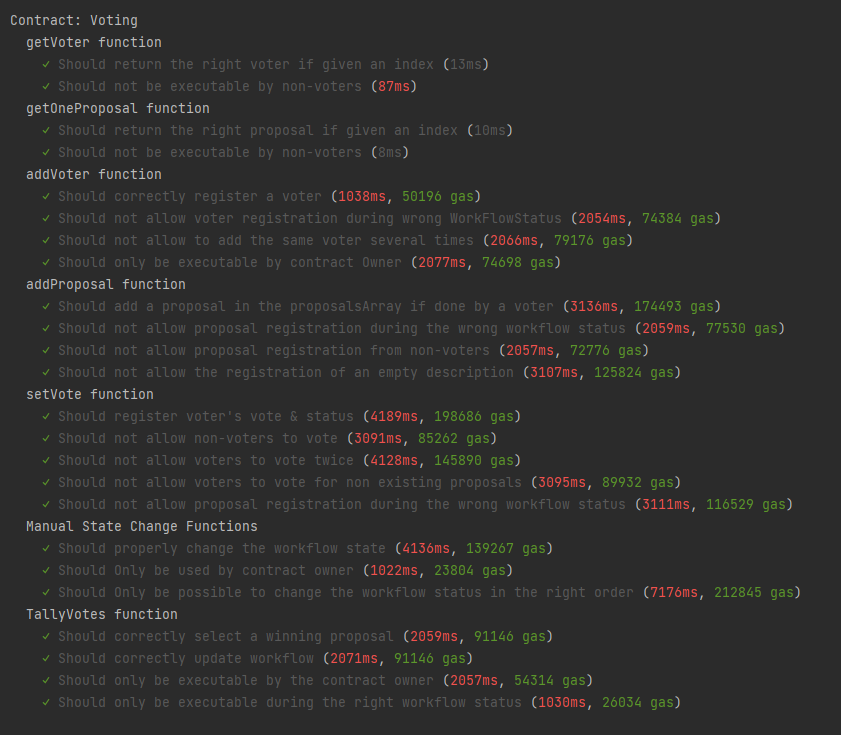 Contract: Voting
getVoter function
✓ Should return the right voter if given an index (13ms)
✓ Should not be executable by non-voters (87ms)
getOneProposal function
✓ Should return the right proposal if given an index (10ms)
✓ Should not be executable by non-voters (8ms)
addVoter function
✓ Should correctly register a voter (1038ms, 50196 gas)
✓ Should not allow voter registration during wrong WorkFlowStatus (2054ms, 74384 gas)
✓ Should not allow to add the same voter several times (2066ms, 79176 gas)
✓ Should only be executable by contract Owner (2077ms, 74698 gas)
addProposal function
✓ Should add a proposal in the proposalsArray if done by a voter (3136ms, 174493 gas)
✓ Should not allow proposal registration during the wrong workflow status (2059ms, 77530 gas)
✓ Should not allow proposal registration from non-voters (2057ms, 72776 gas)
✓ Should not allow the registration of an empty description (3107ms, 125824 gas)
setVote function
✓ Should register voter's vote & status (4189ms, 198686 gas)
✓ Should not allow non-voters to vote (3091ms, 85262 gas)
✓ Should not allow voters to vote twice (4128ms, 145890 gas)
✓ Should not allow voters to vote for non existing proposals (3095ms, 89932 gas)
✓ Should not allow proposal registration during the wrong workflow status (3111ms, 116529 gas)
Manual State Change Functions
✓ Should properly change the workflow state (4136ms, 139267 gas)
✓ Should Only be used by contract owner (1022ms, 23804 gas)
✓ Should Only be possible to change the workflow status in the right order (7176ms, 212845 gas)
TallyVotes function
✓ Should correctly select a winning proposal (2059ms, 91146 gas)
✓ Should correctly update workflow (2071ms, 91146 gas)
✓ Should only be executable by the contract owner (2057ms, 54314 gas)
✓ Should only be executable during the right workflow status (1030ms, 26034 gas)